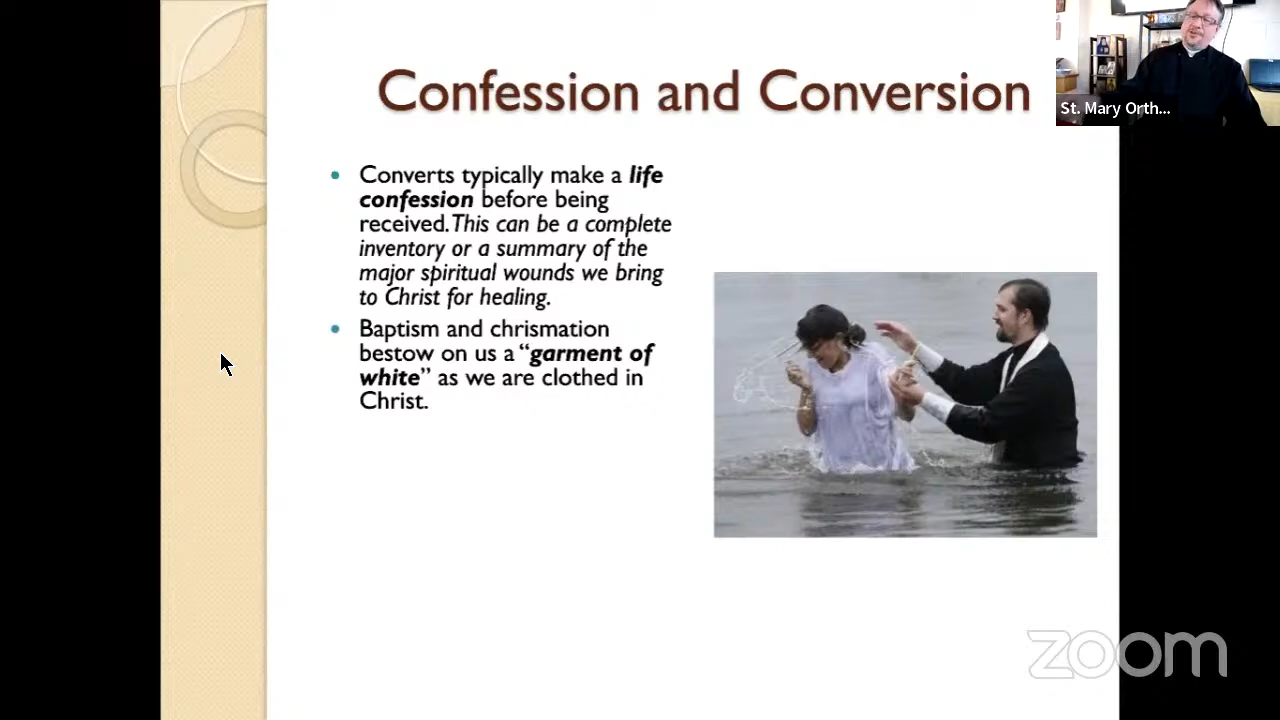 Confession and Conversion
St. Mary Orth...
• Converts typically make a life
confession before being
received. This can be a complete
inventory or a summary of the
major spiritual wounds we bring
to Christ for healing.
• Baptism and chrismation
bestow on us a “garment of
white” as we are clothed in
Christ.
zoom